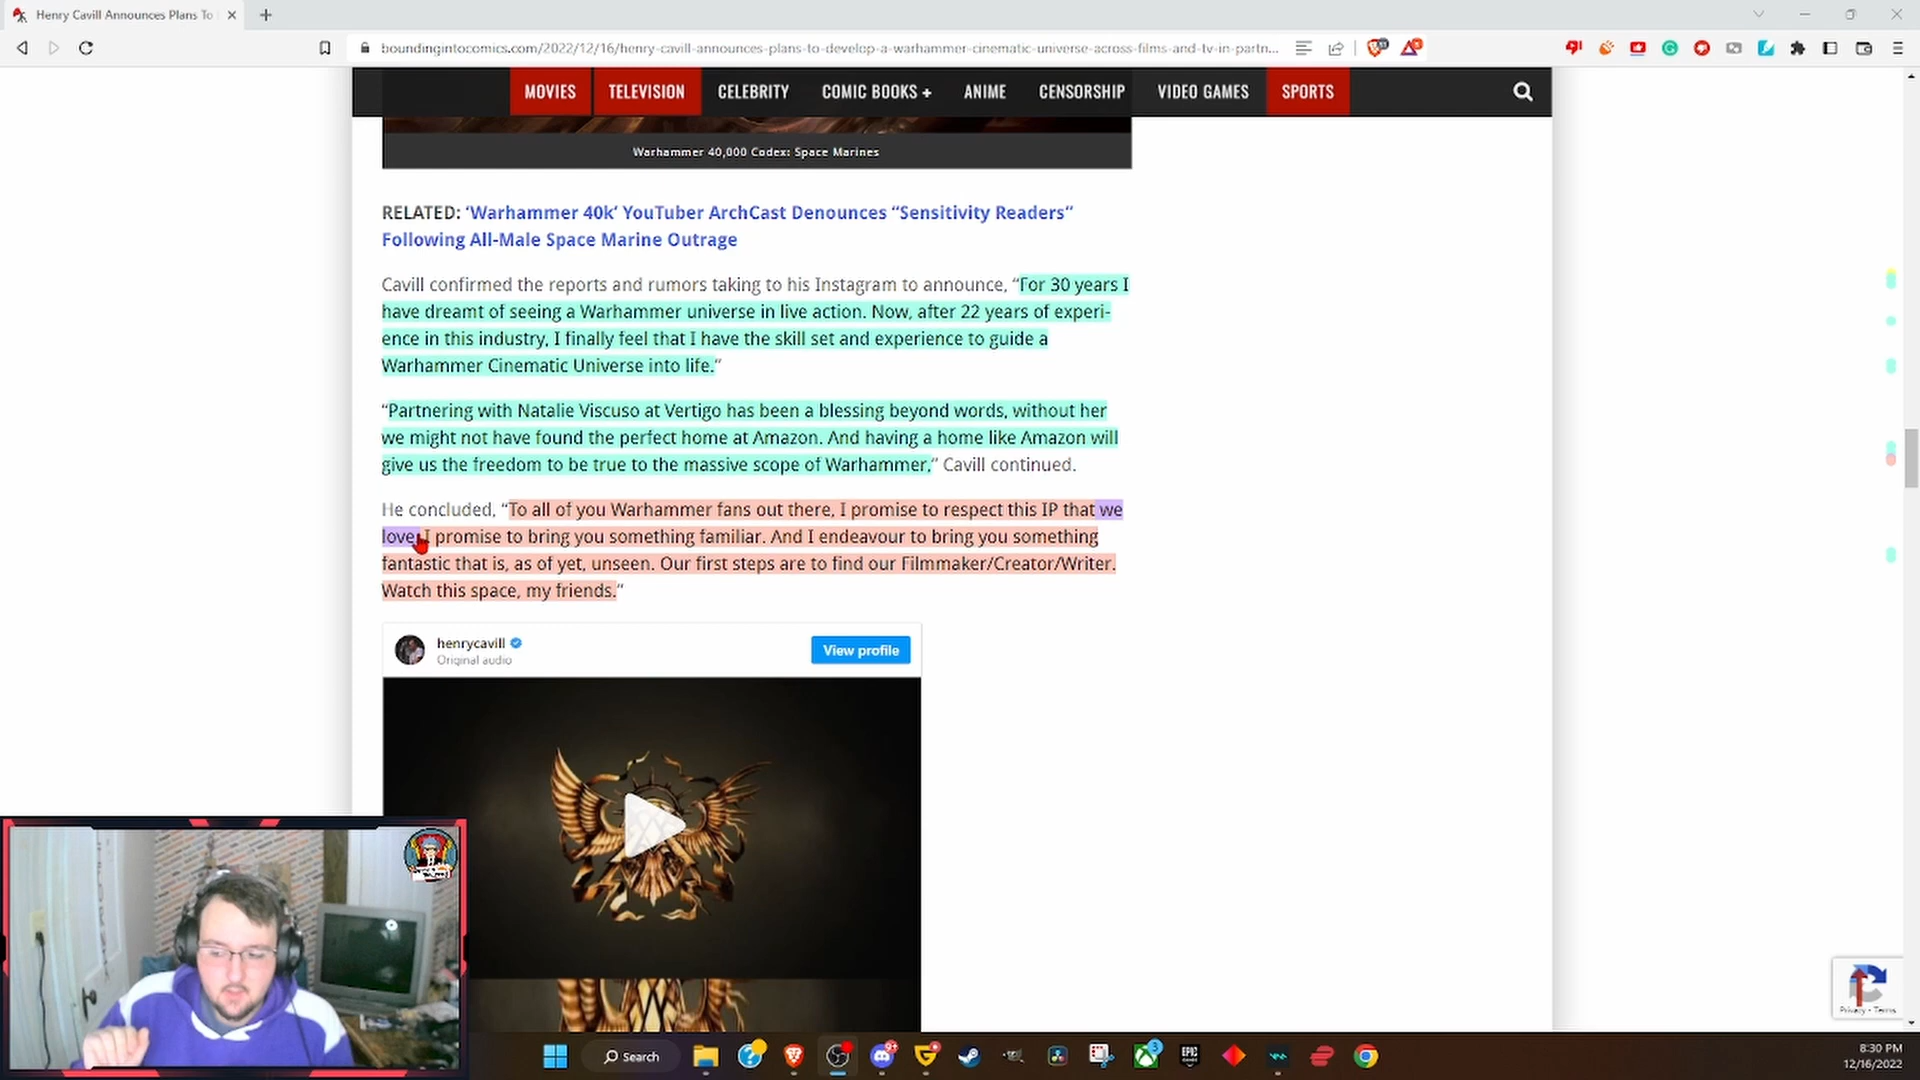 Henry Cavill Announces Plans To
boundingintocomics.com/2022/12/16/henry-cavill-announces-plans-to-develop-a-warhammer-cinematic-universe-across-films-and-tv-in-partn...
MOVIES TELEVISION CELEBRITY COMIC BOOKS + ANIME CENSORSHIP VIDEO GAMES SPORTS
Warhammer 40,000 Codex: Space Marines
RELATED: ‘Warhammer 40k’ YouTuber ArchCast Denounces “Sensitivity Readers”
Following All-Male Space Marine Outrage
Cavill confirmed the reports and rumors taking to his Instagram to announce, “For 30 years I
have dreamt of seeing a Warhammer universe in live action. Now, after 22 years of experi-
ence in this industry, I finally feel that I have the skill set and experience to guide a
Warhammer Cinematic Universe into life.”
“Partnering with Natalie Viscuso at Vertigo has been a blessing beyond words, without her
we might not have found the perfect home at Amazon. And having a home like Amazon will
give us the freedom to be true to the massive scope of Warhammer,” Cavill continued.
He concluded, “To all of you Warhammer fans out there, I promise to respect this IP that we
love. I promise to bring you something familiar. And I endeavour to bring you something
fantastic that is, as of yet, unseen. Our first steps are to find our Filmmaker/Creator/Writer.
Watch this space, my friends.”
henrycavill
Original audio
View profile
Privacy - Terms
Search
9+
3
EPIC
8:30 PM
12/16/2022